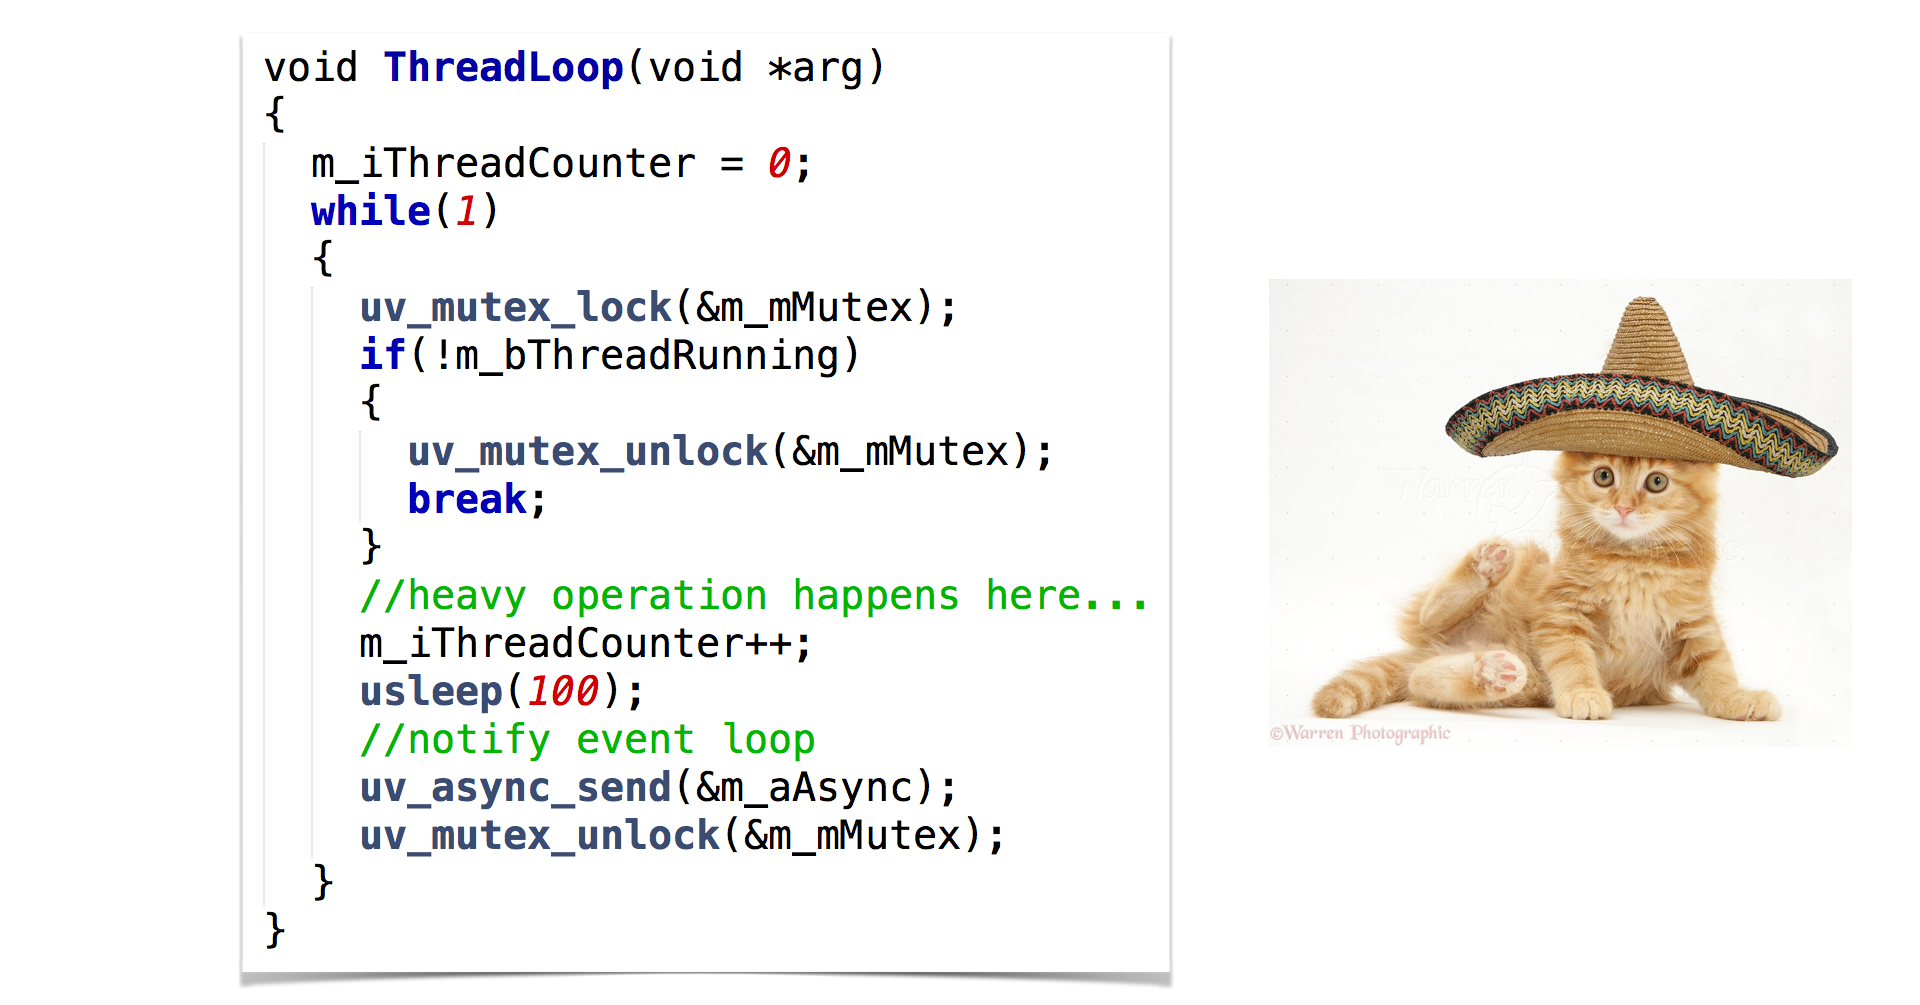 void ThreadLoop(void *arg)
{
  m_iThreadCounter = 0;
  while(1)
  {
    uv_mutex_lock(&m_mMutex);
    if(!m_bThreadRunning)
    {
      uv_mutex_unlock(&m_mMutex);
      break;
    }
    //heavy operation happens here...
    m_iThreadCounter++;
    usleep(100);
    //notify event loop
    uv_async_send(&m_aAsync);
    uv_mutex_unlock(&m_mMutex);
  }
}
Warren
©Warren Photographic